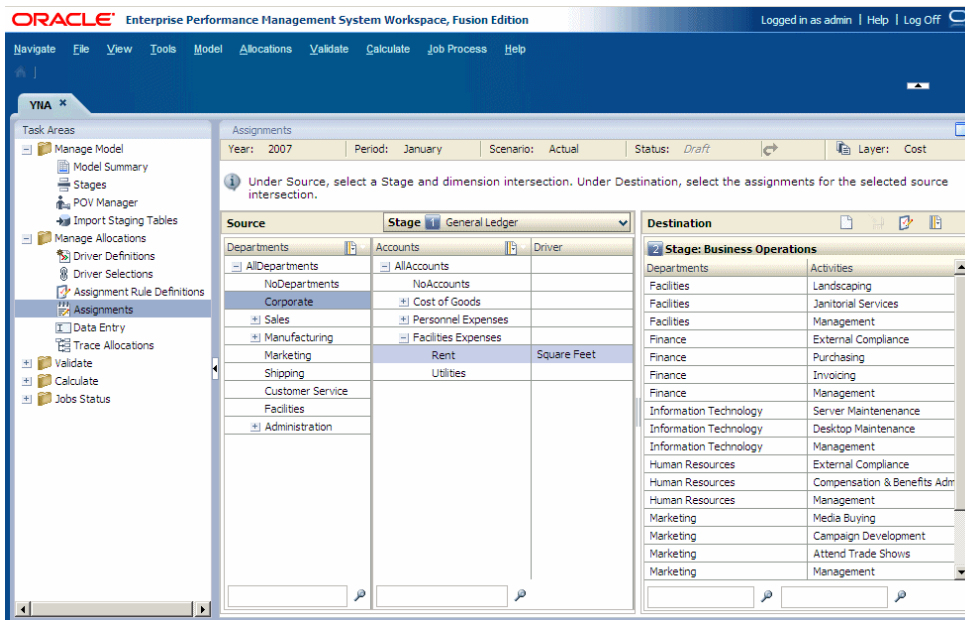 ORACLE Enterprise Performance Management System Workspace, Fusion Edition Logged in as admin | Help | Log Off
Navigate File View Tools Model Allocations Validate Calculate Job Process Help
YNA ×
Task Areas
Manage Model
Model Summary
Stages
POV Manager
Import Staging Tables
Manage Allocations
Driver Definitions
Driver Selections
Assignment Rule Definitions
Assignments
Data Entry
Trace Allocations
Validate
Calculate
Jobs Status
Assignments
Year: 2007 Period: January Scenario: Actual Status: Draft Layer: Cost
Under Source, select a Stage and dimension intersection. Under Destination, select the assignments for the selected source
intersection.
Source Stage 1 General Ledger
Departments Accounts Driver
AllDepartments AllAccounts
NoDepartments NoAccounts
Corporate Cost of Goods
Sales Personnel Expenses
Manufacturing Facilities Expenses
Marketing Rent Square Feet
Shipping Utilities
Customer Service
Facilities
Administration
Destination
2 Stage: Business Operations
Departments Activities
Facilities Landscaping
Facilities Janitorial Services
Facilities Management
Finance External Compliance
Finance Purchasing
Finance Invoicing
Finance Management
Information Technology Server Maintenenance
Information Technology Desktop Maintenance
Information Technology Management
Human Resources External Compliance
Human Resources Compensation & Benefits Adm
Human Resources Management
Marketing Media Buying
Marketing Campaign Development
Marketing Attend Trade Shows
Marketing Management